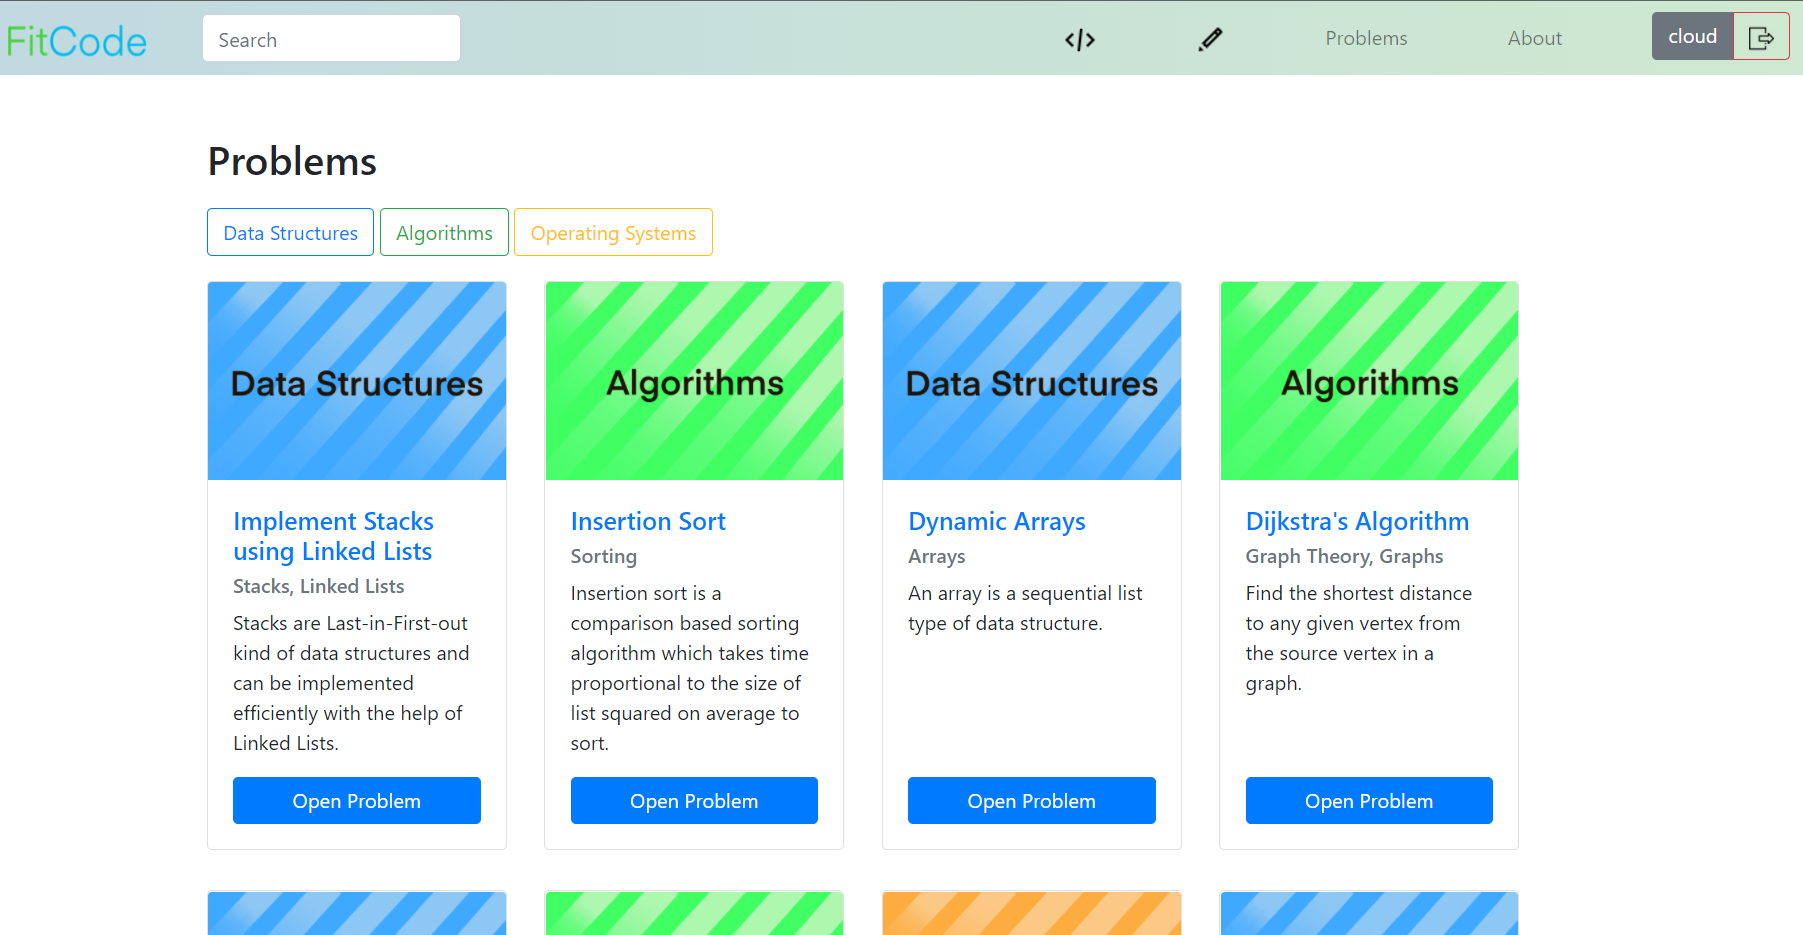 FitCode
Search
</>
Problems
About
cloud
Problems
Data Structures
Algorithms
Operating Systems
Data Structures
Implement Stacks
using Linked Lists
Stacks, Linked Lists
Stacks are Last-in-First-out
kind of data structures and
can be implemented
efficiently with the help of
Linked Lists.
Open Problem
Algorithms
Insertion Sort
Sorting
Insertion sort is a
comparison based sorting
algorithm which takes time
proportional to the size of
list squared on average to
sort.
Open Problem
Data Structures
Dynamic Arrays
Arrays
An array is a sequential list
type of data structure.
Open Problem
Algorithms
Dijkstra's Algorithm
Graph Theory, Graphs
Find the shortest distance
to any given vertex from
the source vertex in a
graph.
Open Problem